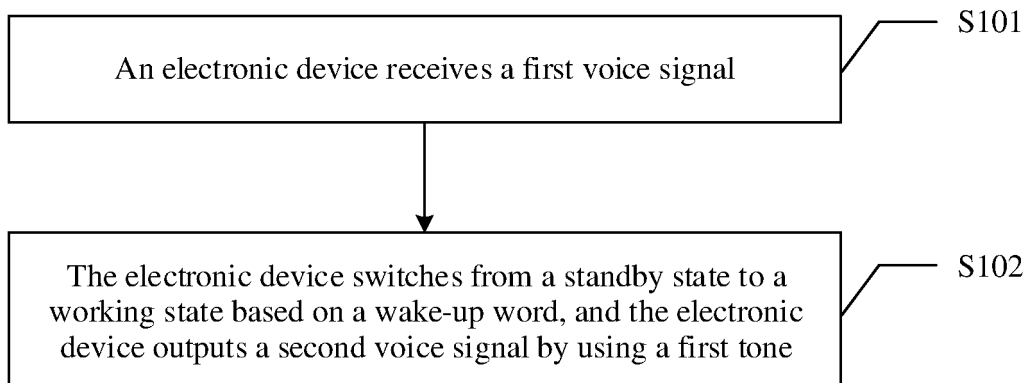 An electronic device receives a first voice signal
S101
The electronic device switches from a standby state to a
working state based on a wake-up word, and the electronic
device outputs a second voice signal by using a first tone
S102